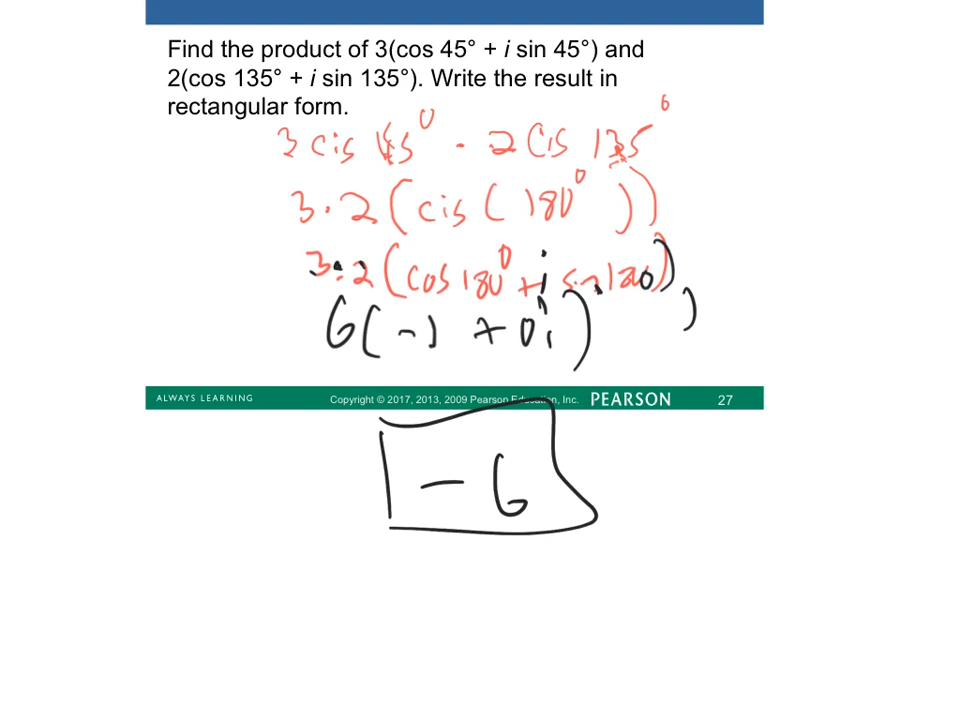 Find the product of 3(cos 45° + i sin 45°) and
2(cos 135° + i sin 135°). Write the result in
rectangular form.
3 cis 45° · 2 Cis 135°
3·2 (cis (180°))
3·2 (cos 180° + i sin 180)
6(-1 + 0i)
ALWAYS LEARNING Copyright © 2017, 2013, 2009 Pearson Education, Inc. PEARSON 27
-6